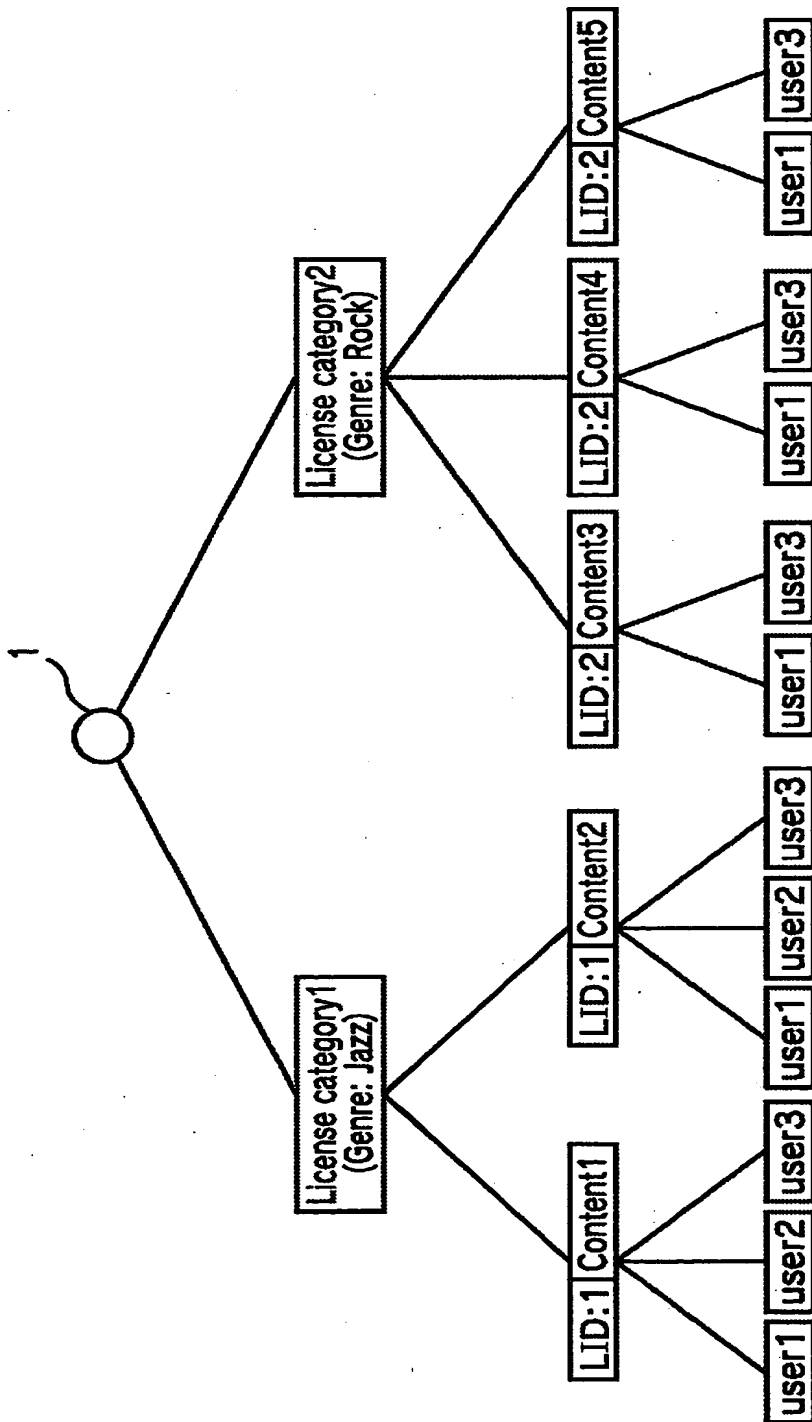 1
License category1
(Genre: Jazz)
License category2
(Genre: Rock)
LID:1 Content1
LID:1 Content2
LID:2 Content3
LID:2 Content4
LID:2 Content5
user1 user2 user3
user1 user2 user3
user1 user3
user1 user3
user1 user3